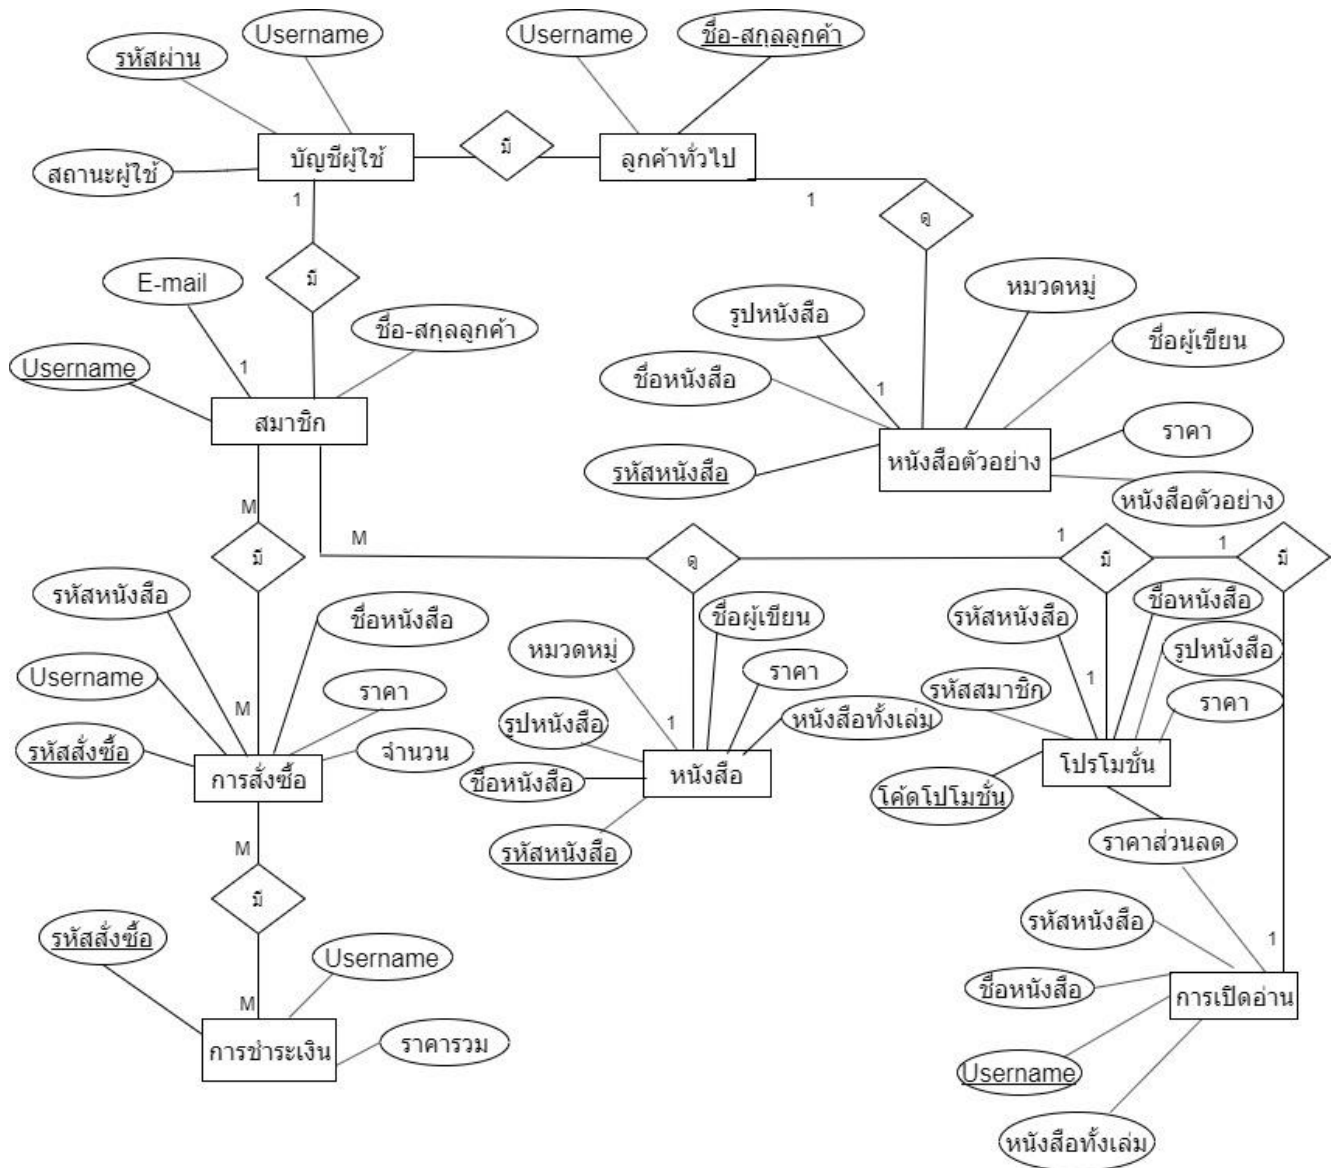 Username
Username
ชื่อ-สกุลลูกค้า
รหัสผ่าน
มี
บัญชีผู้ใช้
ลูกค้าทั่วไป
สถานะผู้ใช้
1
1
ดู
มี
E-mail
หมวดหมู่
รูปหนังสือ
ชื่อ-สกุลลูกค้า
ชื่อผู้เขียน
Username
1
ชื่อหนังสือ
1
สมาชิก
ราคา
หนังสือตัวอย่าง
รหัสหนังสือ
หนังสือตัวอย่าง
M
M
1
1
มี
ดู
มี
มี
รหัสหนังสือ
ชื่อหนังสือ
ชื่อผู้เขียน
รหัสหนังสือ
ชื่อหนังสือ
หมวดหมู่
รูปหนังสือ
Username
ราคา
ราคา
รหัสสมาชิก
1
ราคา
M
รูปหนังสือ
1
หนังสือทั้งเล่ม
รหัสสั่งซื้อ
จำนวน
การสั่งซื้อ
ชื่อหนังสือ
หนังสือ
โปรโมชั่น
โค้ดโปโมชั่น
M
รหัสหนังสือ
ราคาส่วนลด
มี
รหัสหนังสือ
รหัสสั่งซื้อ
1
Username
ชื่อหนังสือ
การเปิดอ่าน
M
การชำระเงิน
ราคารวม
Username
หนังสือทั้งเล่ม